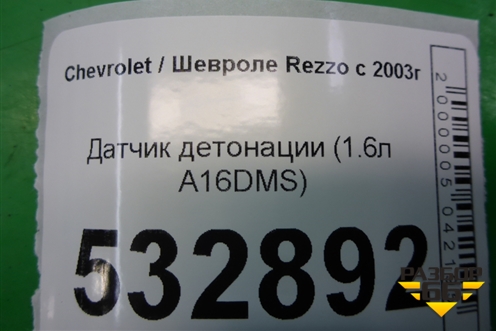 Chevrolet / Шевроле Rezzo с 2003г
Датчик детонации (1.6л
A16DMS)
532892
2000005042
РАЗБОР